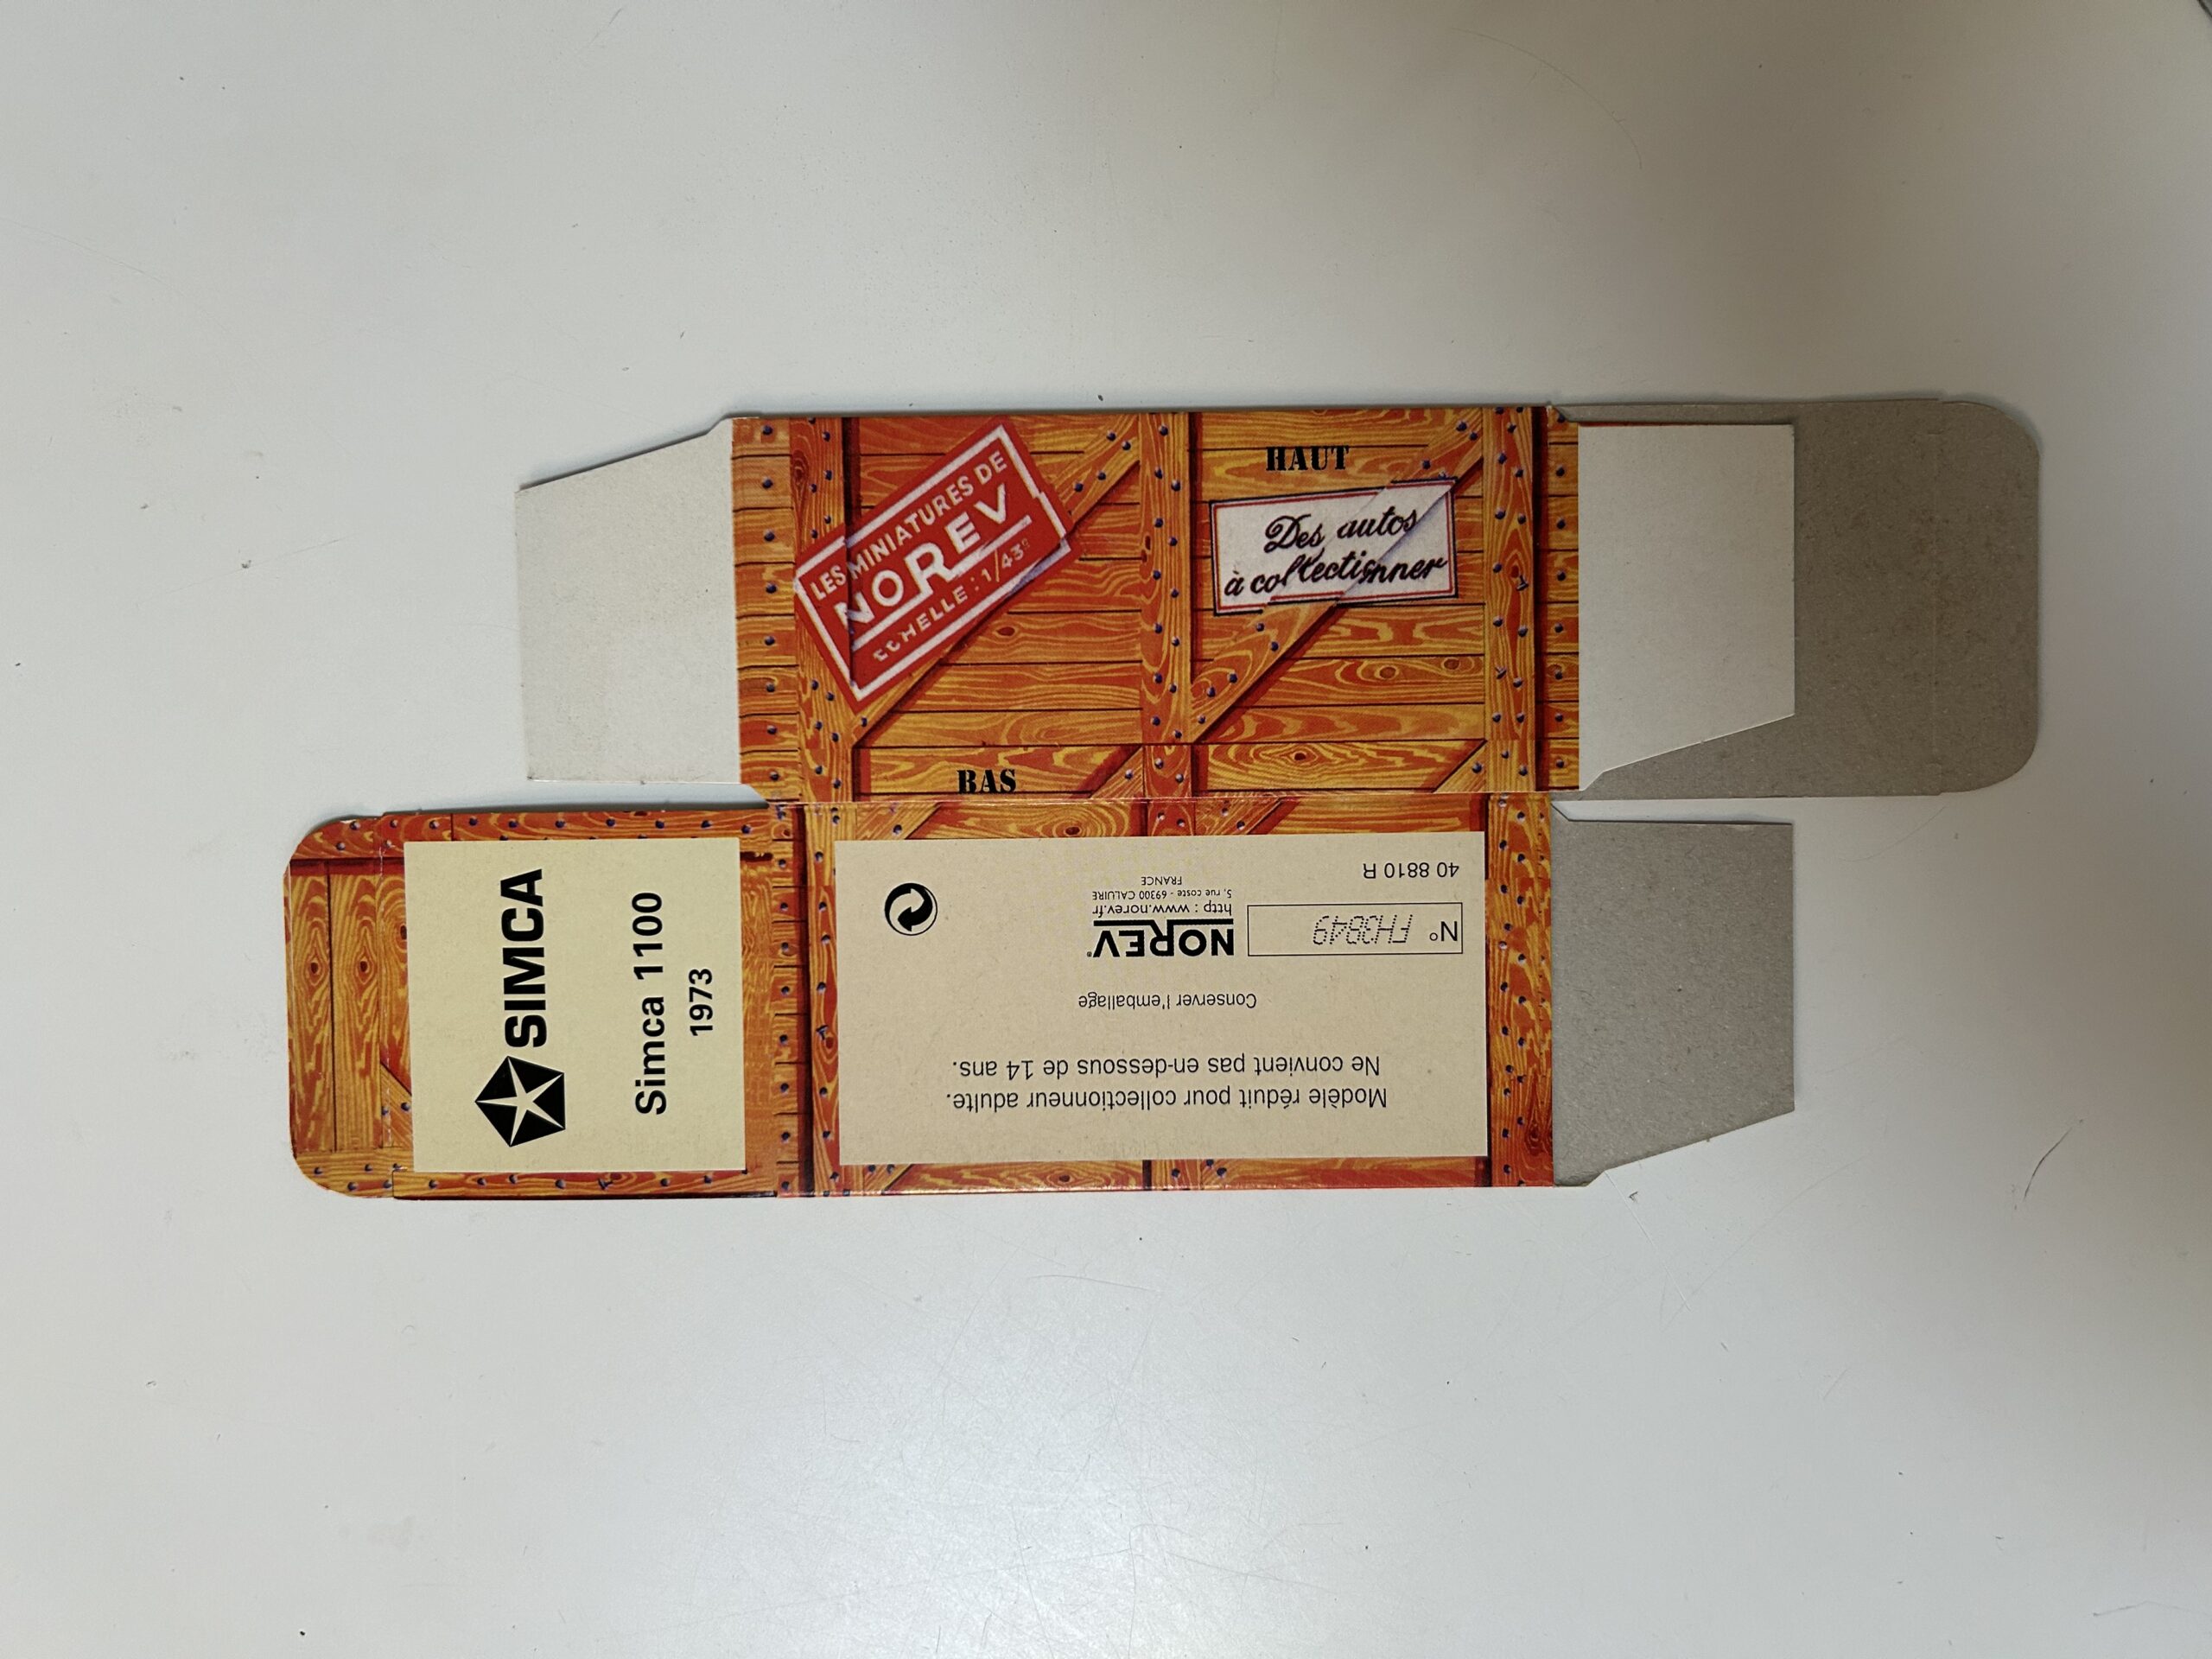 LES MINIATURES DE
NOREV
ECHELLE : 1/43e
HAUT
Des autos
à collectionner
BAS
SIMCA
Simca 1100
1973
Modèle réduit pour collectionneur adulte.
Ne convient pas en-dessous de 14 ans.
Conserver l'emballage
N° FH3849
NOREV®
http : www.norev.fr
5, rue coste - 69300 CALUIRE
FRANCE
40 8810 R